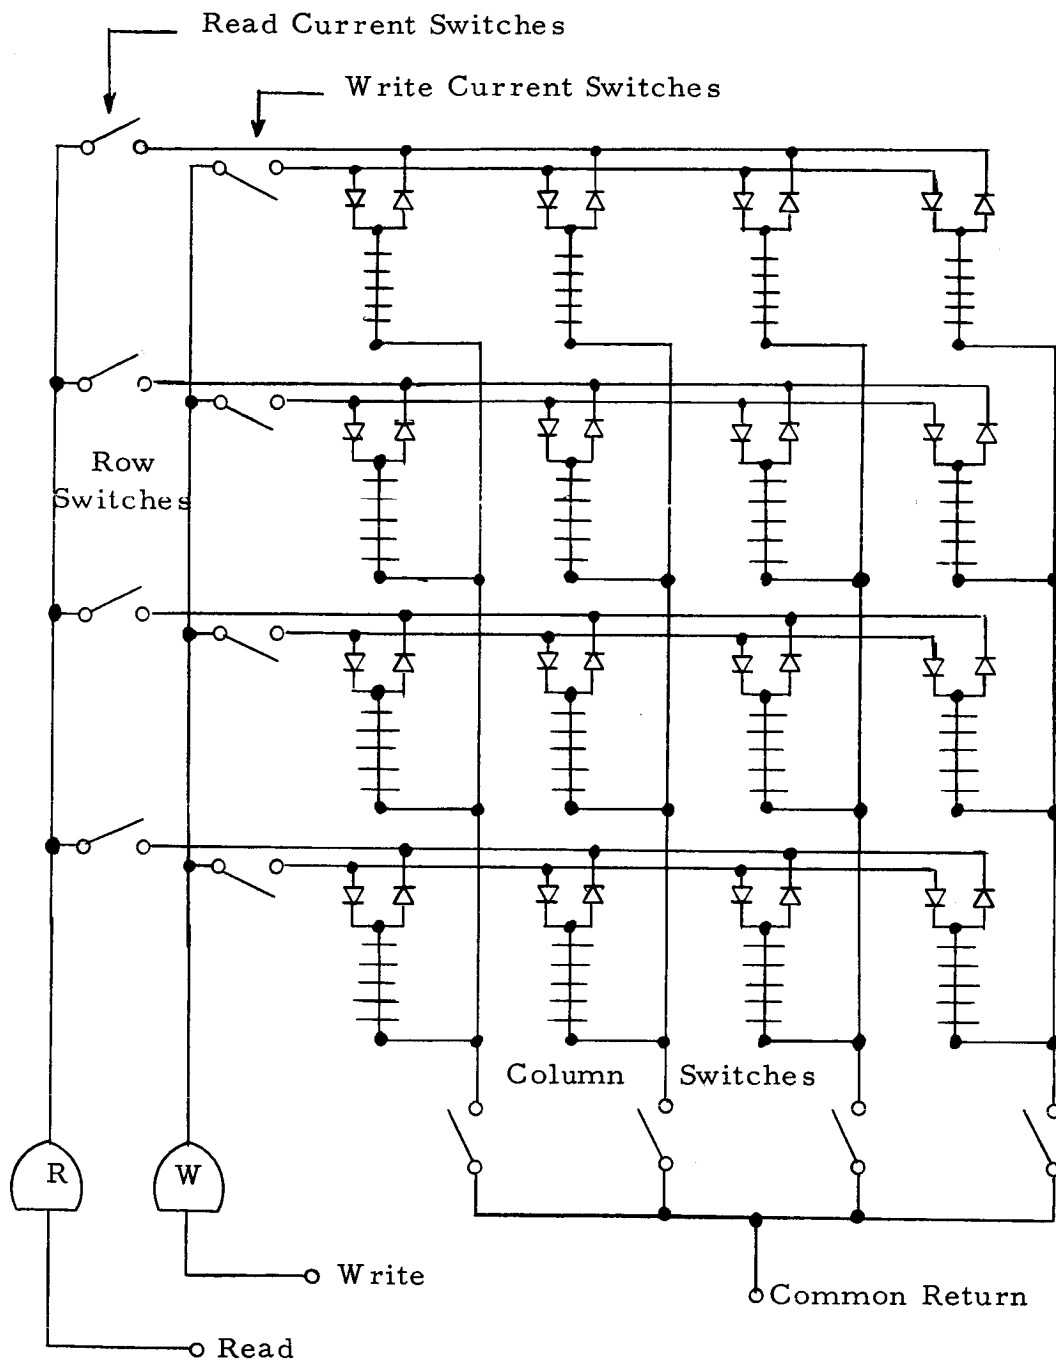 Read Current Switches
Write Current Switches
Row
Switches
Column Switches
R
W
Write
Common Return
Read